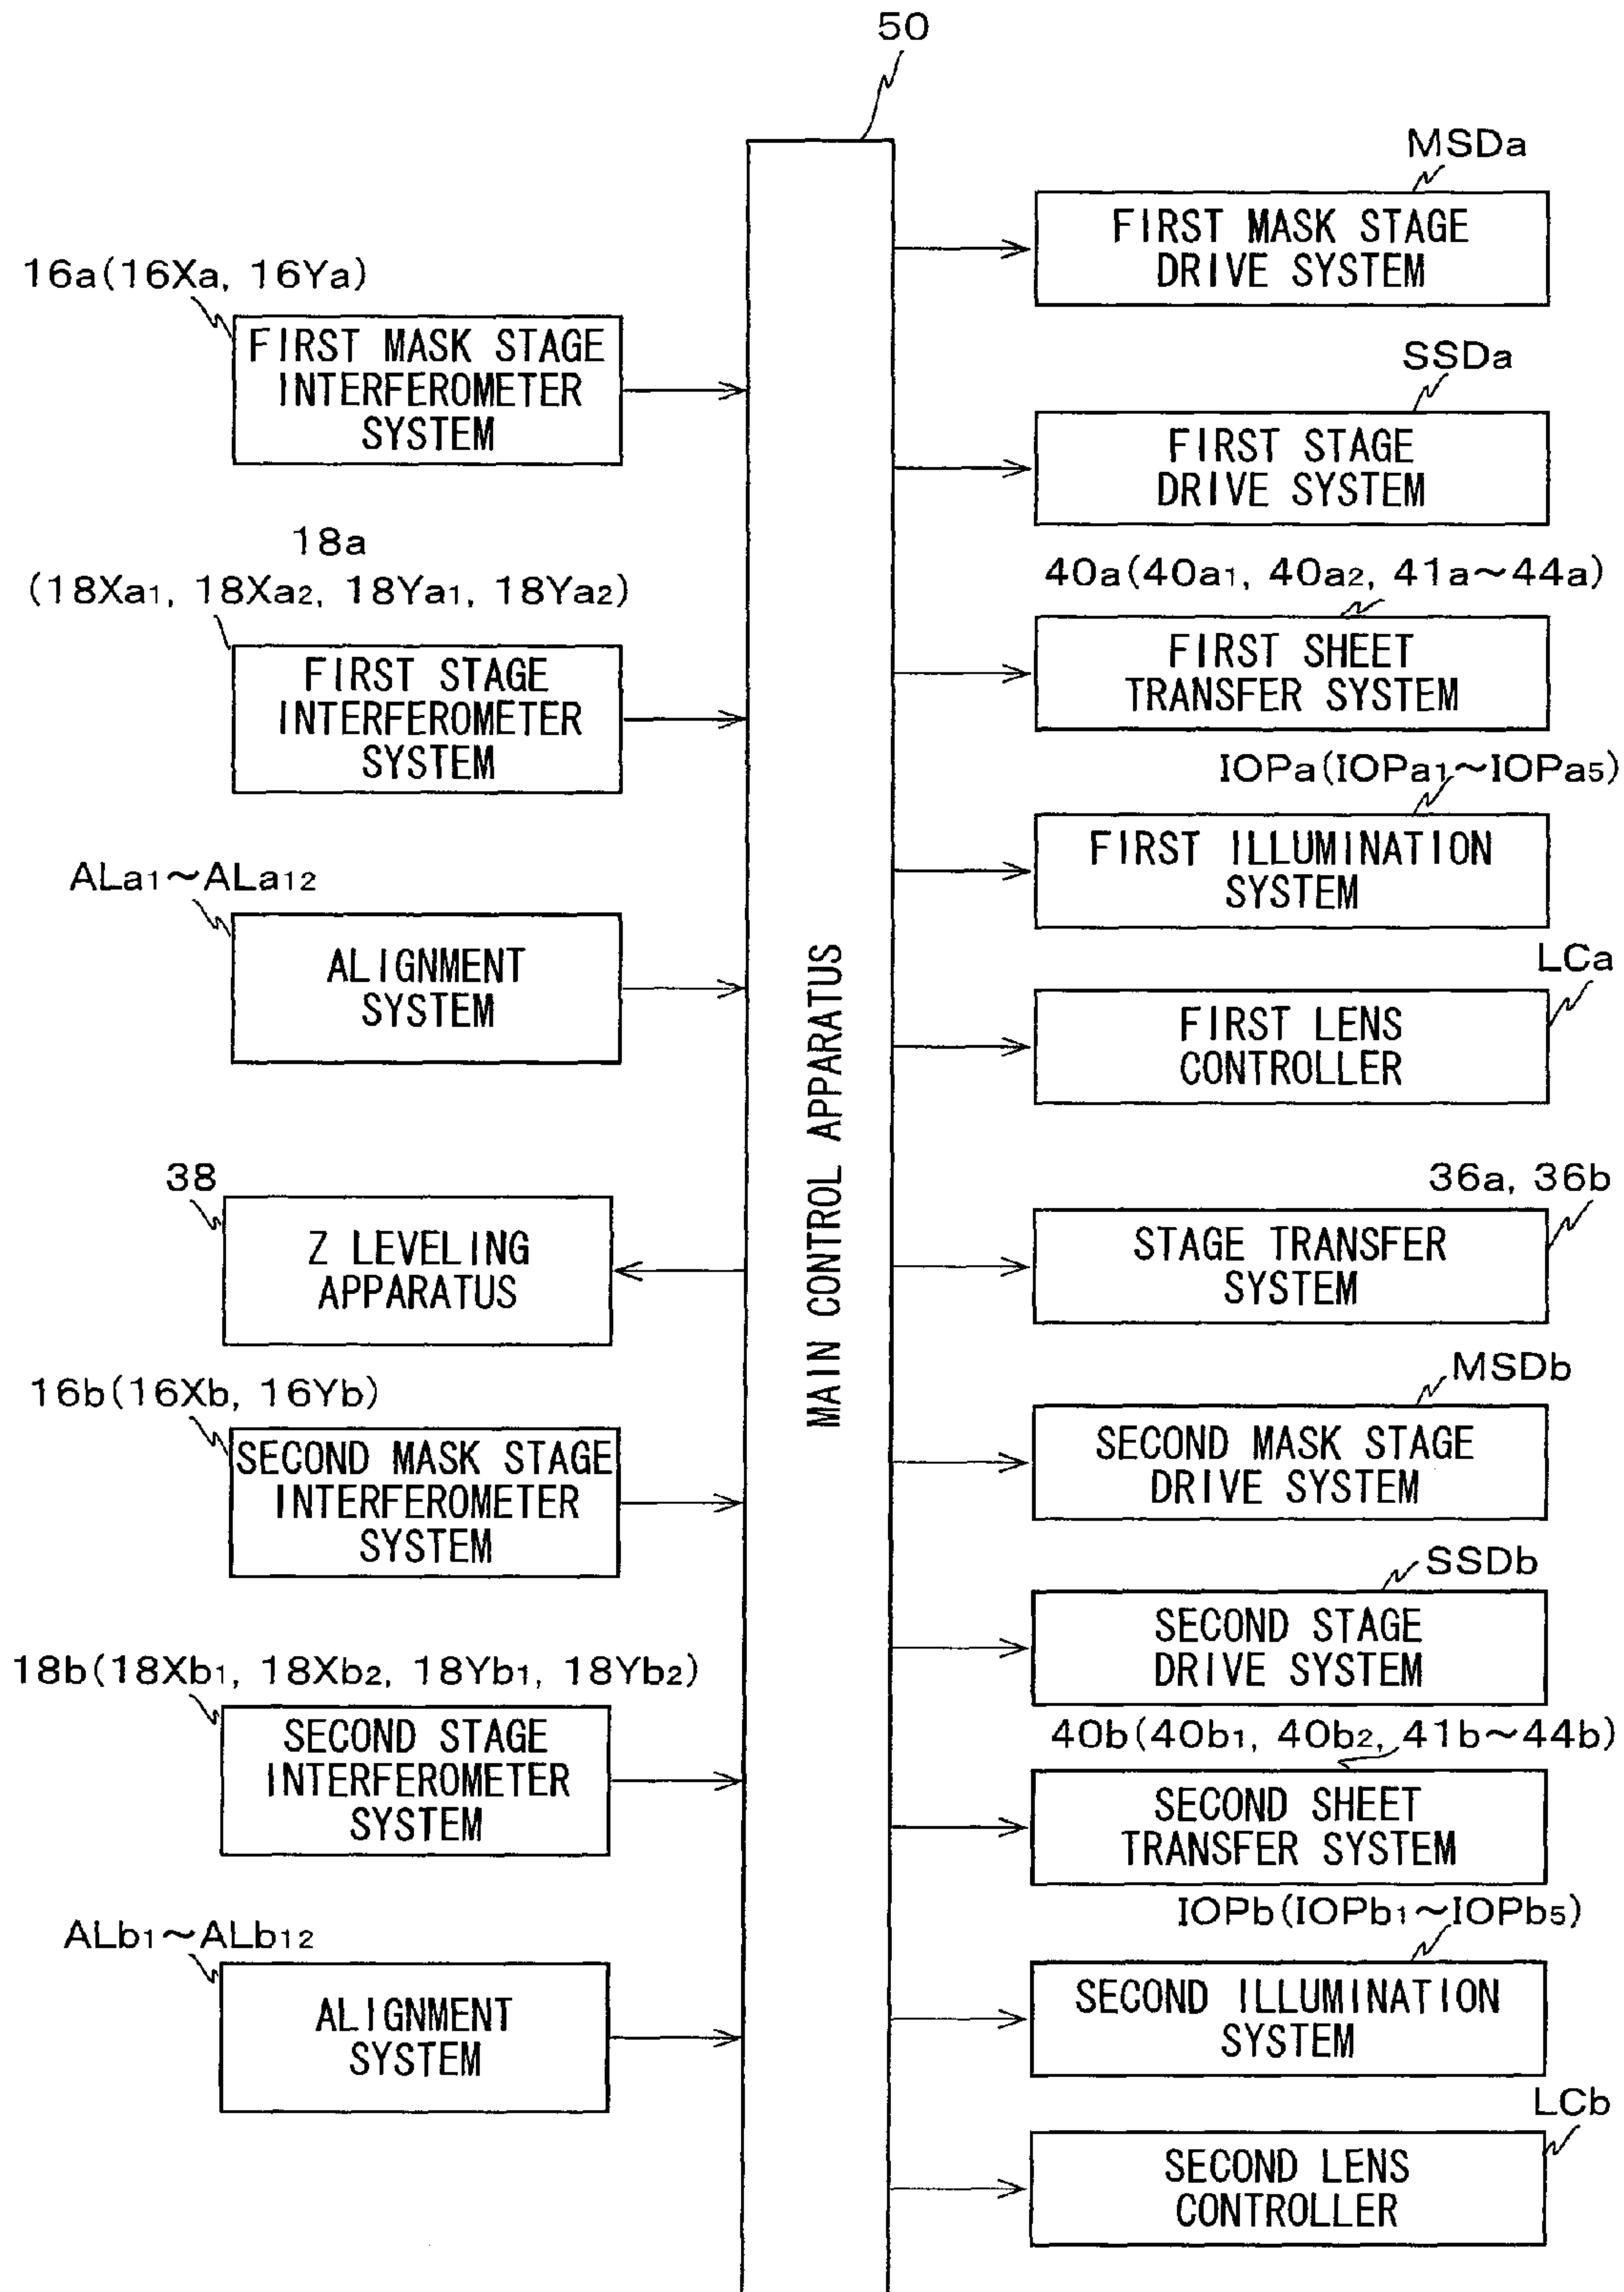 50
16a(16Xa, 16Ya)
FIRST MASK STAGE
INTERFEROMETER
SYSTEM
18a
(18Xa1, 18Xa2, 18Ya1, 18Ya2)
FIRST STAGE
INTERFEROMETER
SYSTEM
ALa1~ALa12
ALIGNMENT
SYSTEM
38
Z LEVELING
APPARATUS
16b(16Xb, 16Yb)
SECOND MASK STAGE
INTERFEROMETER
SYSTEM
18b(18Xb1, 18Xb2, 18Yb1, 18Yb2)
SECOND STAGE
INTERFEROMETER
SYSTEM
ALb1~ALb12
ALIGNMENT
SYSTEM
MAIN CONTROL APPARATUS
MSDa
FIRST MASK STAGE
DRIVE SYSTEM
SSDa
FIRST STAGE
DRIVE SYSTEM
40a(40a1, 40a2, 41a~44a)
FIRST SHEET
TRANSFER SYSTEM
IOPa(IOPa1~IOPa5)
FIRST ILLUMINATION
SYSTEM
LCa
FIRST LENS
CONTROLLER
36a, 36b
STAGE TRANSFER
SYSTEM
MSDb
SECOND MASK STAGE
DRIVE SYSTEM
SSDb
SECOND STAGE
DRIVE SYSTEM
40b(40b1, 40b2, 41b~44b)
SECOND SHEET
TRANSFER SYSTEM
IOPb(IOPb1~IOPb5)
SECOND ILLUMINATION
SYSTEM
LCb
SECOND LENS
CONTROLLER